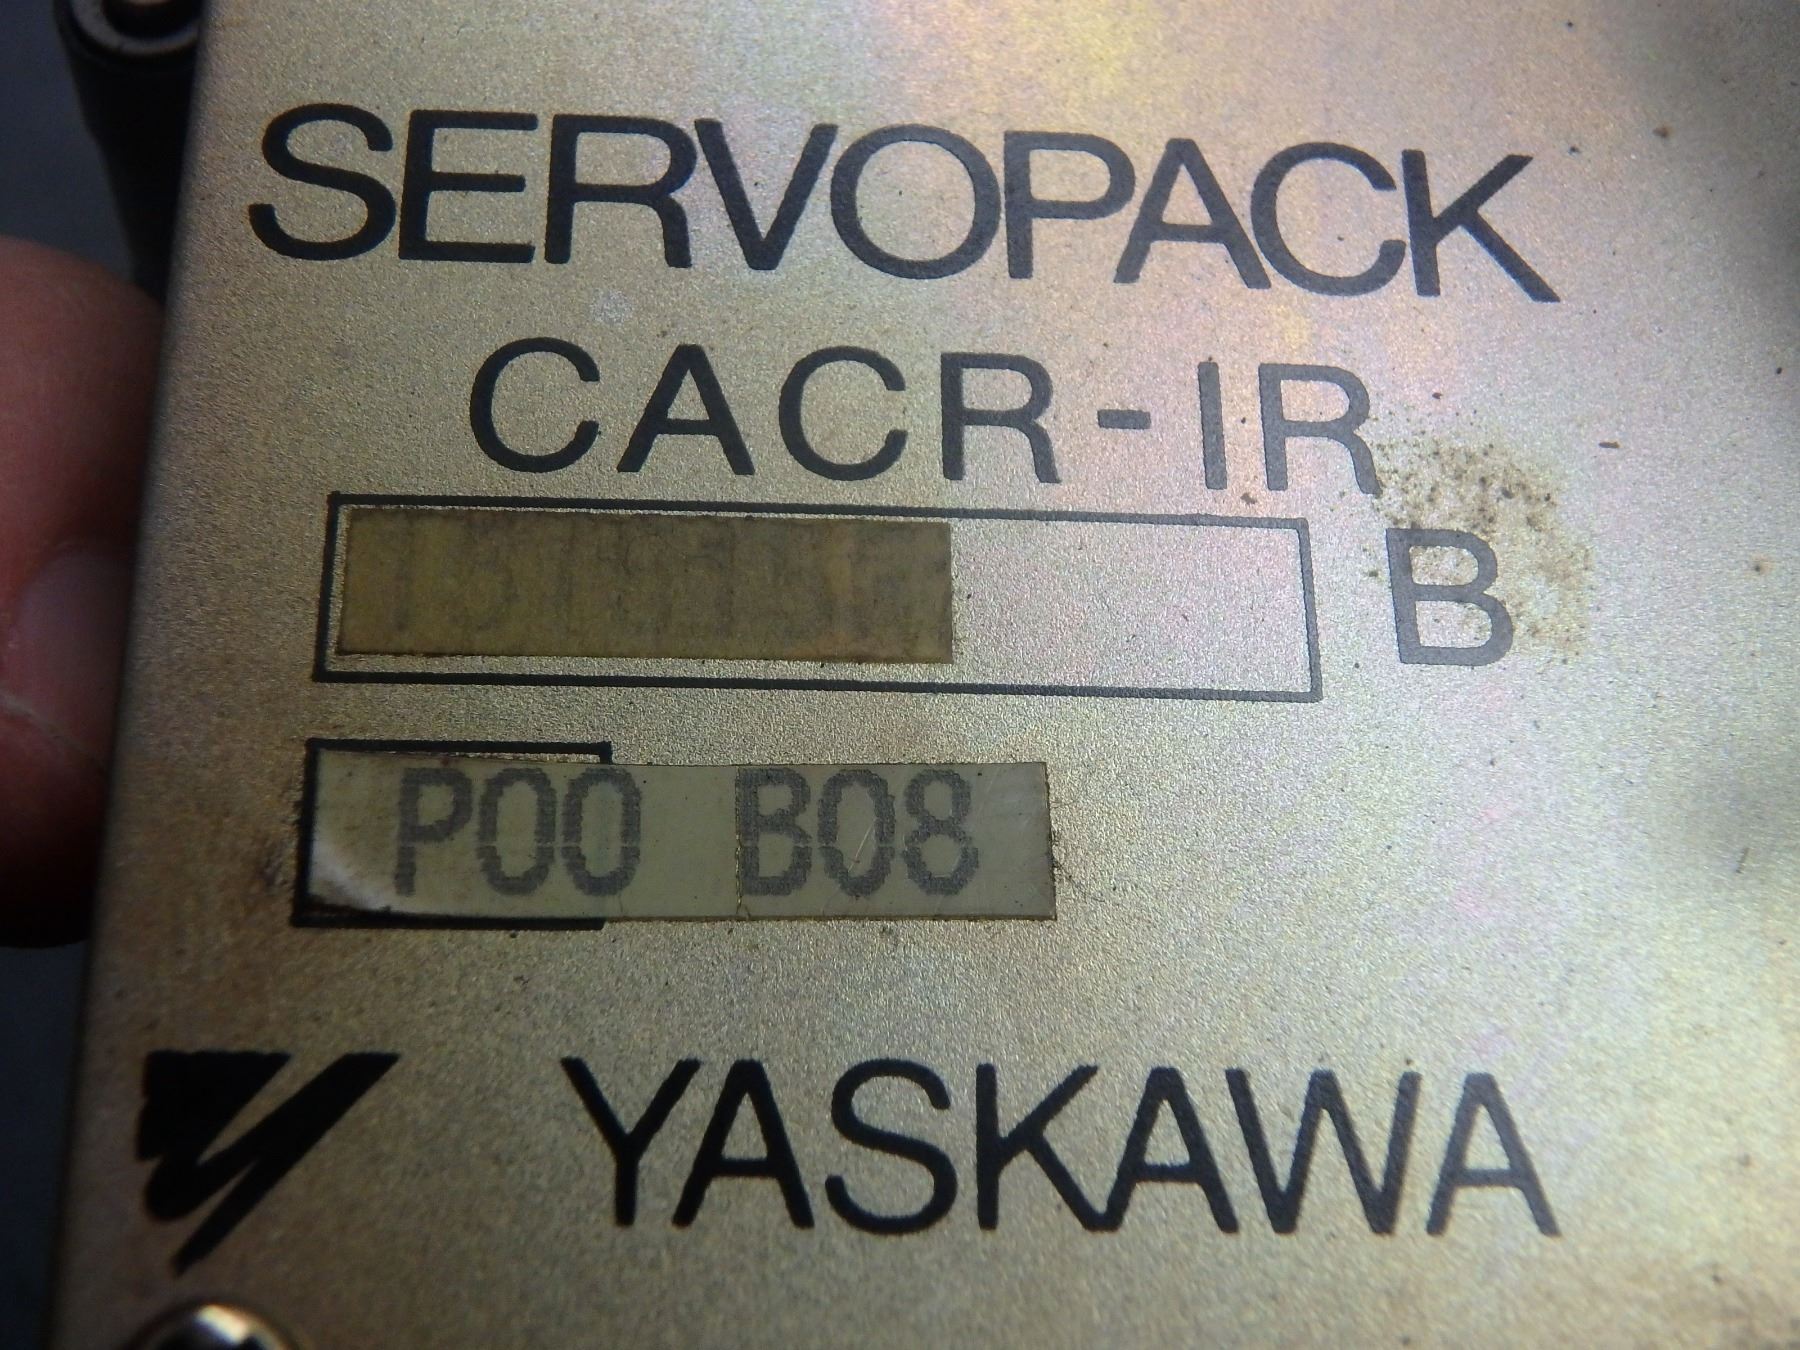 SERVOPACK
CACR-IR
B
P00 B08
YASKAWA